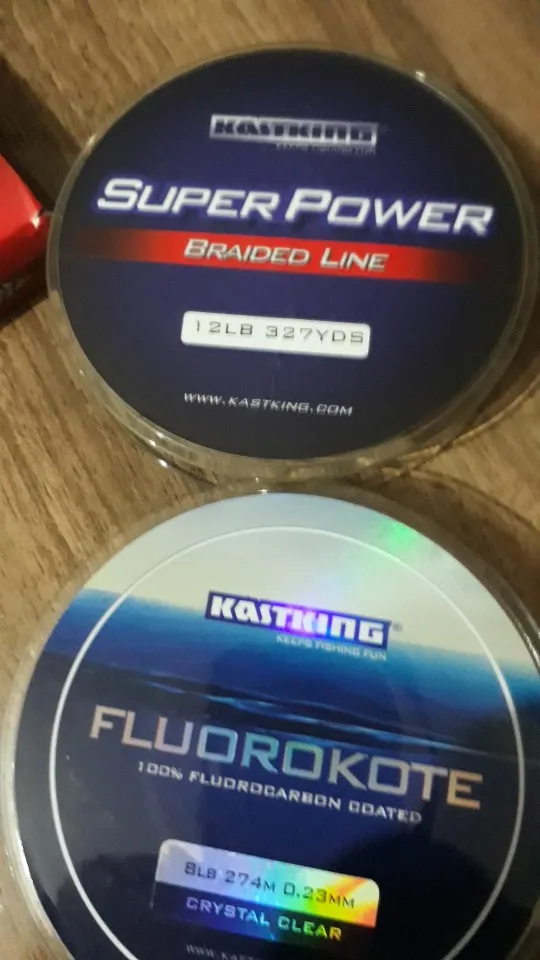 KASTKING
KEEPS FISHING FUN
SUPER POWER
BRAIDED LINE
12LB 327YDS
WWW.KASTKING.COM
KASTKING®
KEEPS FISHING FUN
FLUOROKOTE
100% FLUOROCARBON COATED
8LB 274M 0.23MM
CRYSTAL CLEAR